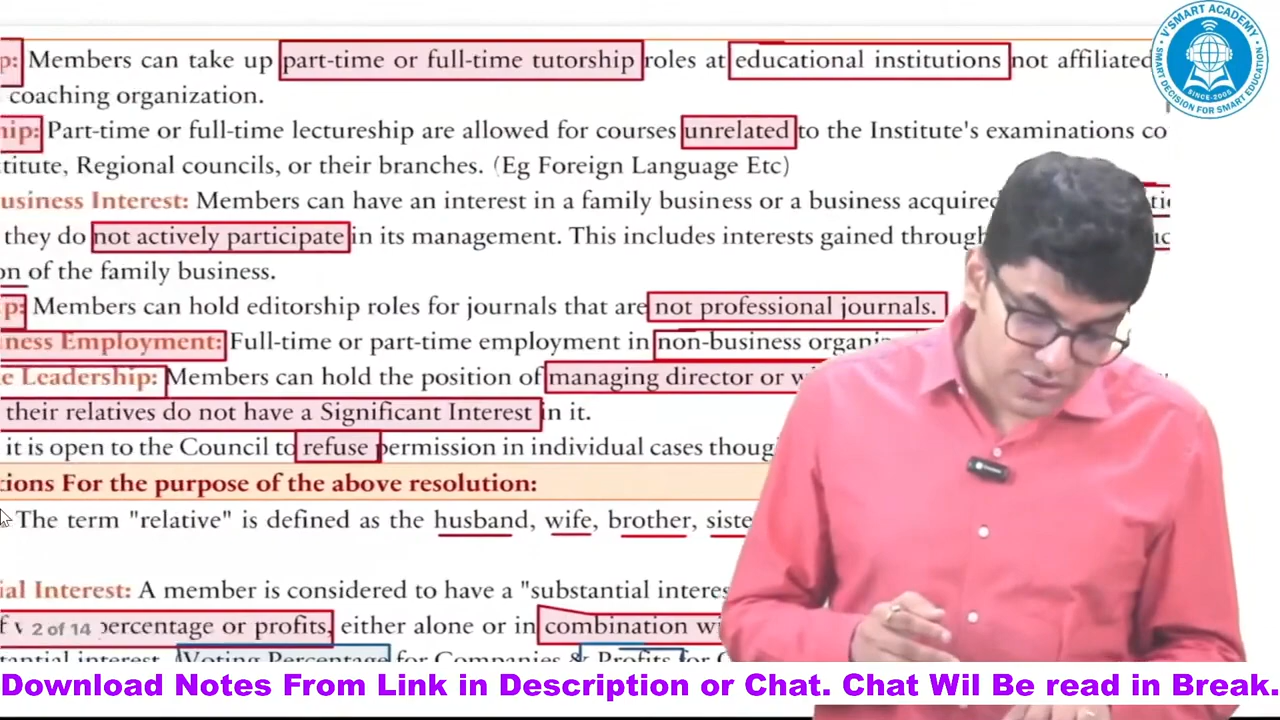 V'SMART ACADEMY
SMART DECISION FOR SMART EDUCATION
SINCE-2005
Members can take up part-time or full-time tutorship roles at educational institutions not affiliated
coaching organization.
Part-time or full-time lectureship are allowed for courses unrelated to the Institute's examinations co
titute, Regional councils, or their branches. (Eg Foreign Language Etc)
usiness Interest: Members can have an interest in a family business or a business acquired
they do not actively participate in its management. This includes interests gained through
on of the family business.
Members can hold editorship roles for journals that are not professional journals.
ness Employment: Full-time or part-time employment in non-business organi
e Leadership: Members can hold the position of managing director or w
their relatives do not have a Significant Interest in it.
it is open to the Council to refuse permission in individual cases thoug
tions For the purpose of the above resolution:
The term "relative" is defined as the husband, wife, brother, siste
ial Interest: A member is considered to have a "substantial interes
2 of 14 percentage or profits, either alone or in combination wi
tantial interest. Voting Percentage for Companies & Profits for
Download Notes From Link in Description or Chat. Chat Wil Be read in Break.